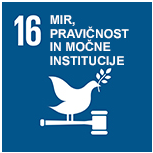 16 MIR,
PRAVIČNOST
IN MOČNE
INSTITUCIJE